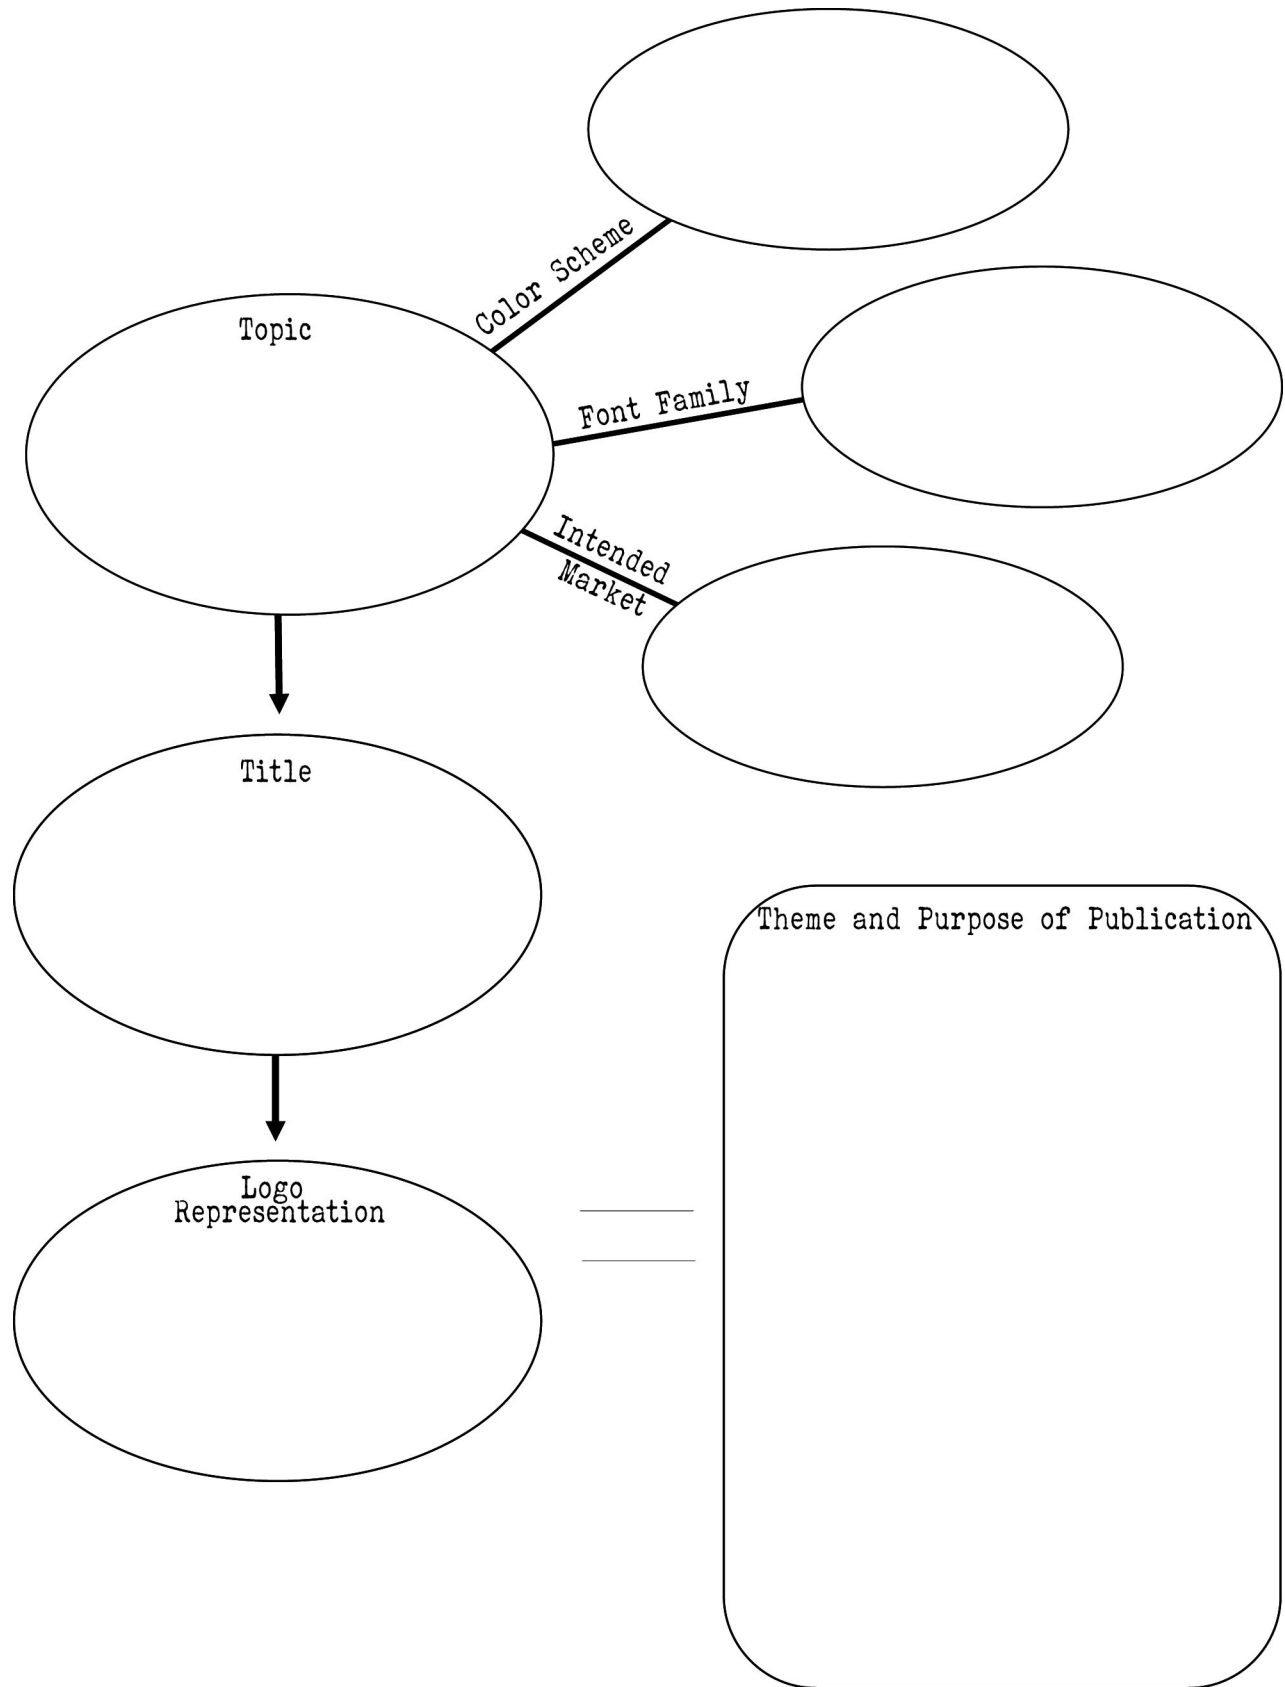 Color Scheme
Topic
Font Family
Intended
Market
Title
Theme and Purpose of Publication
Logo
Representation